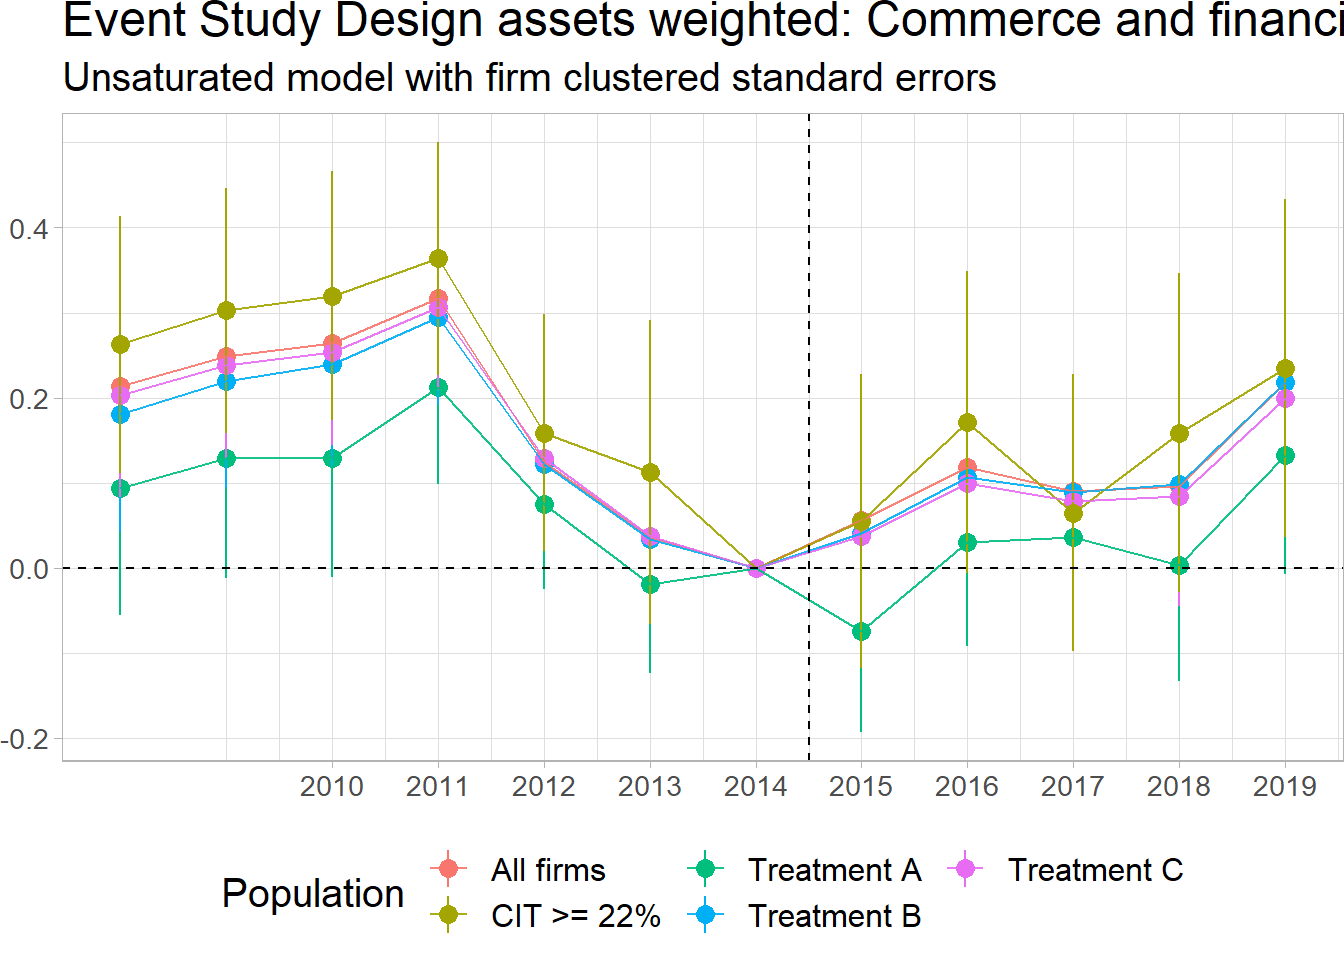 Event Study Design assets weighted: Commerce and financi
Unsaturated model with firm clustered standard errors
0.4
0.2
0.0
-0.2
2010 2011 2012 2013 2014 2015 2016 2017 2018 2019
Population
All firms Treatment A Treatment C
CIT >= 22% Treatment B